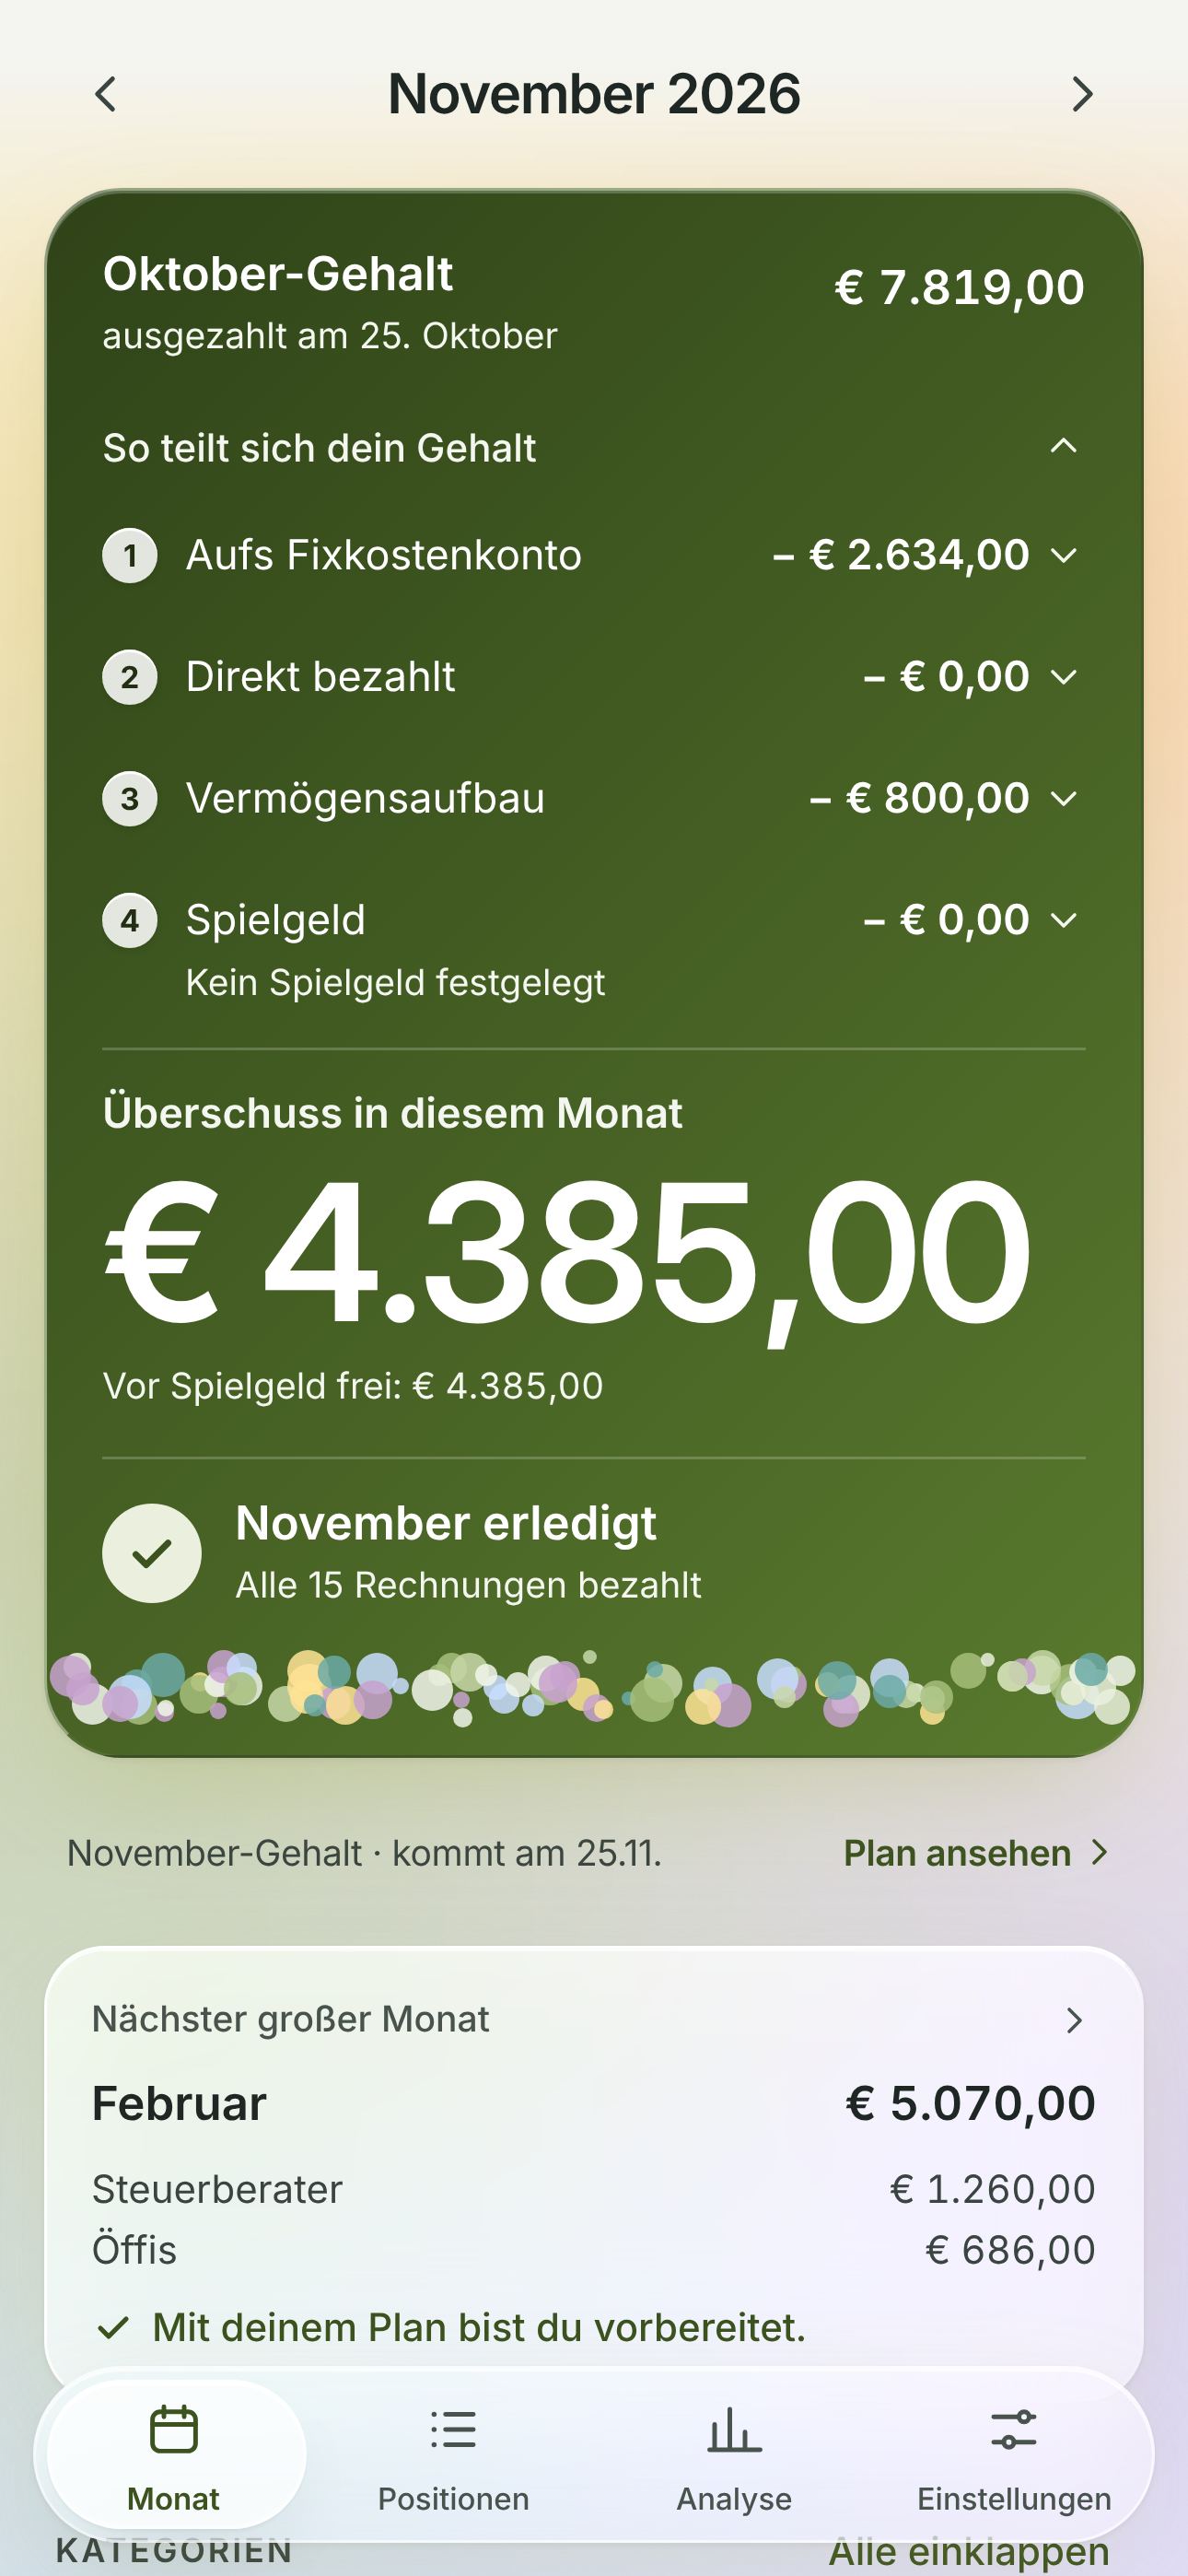 November 2026
Oktober-Gehalt
€ 7.819,00
ausgezahlt am 25. Oktober
So teilt sich dein Gehalt
1 Aufs Fixkostenkonto – € 2.634,00
2 Direkt bezahlt – € 0,00
3 Vermögensaufbau – € 800,00
4 Spielgeld – € 0,00
Kein Spielgeld festgelegt
Überschuss in diesem Monat
€ 4.385,00
Vor Spielgeld frei: € 4.385,00
November erledigt
Alle 15 Rechnungen bezahlt
November-Gehalt · kommt am 25.11. Plan ansehen
Nächster großer Monat
Februar € 5.070,00
Steuerberater € 1.260,00
Öffis € 686,00
Mit deinem Plan bist du vorbereitet.
Monat Positionen Analyse Einstellungen
KATEGORIEN Alle einklappen